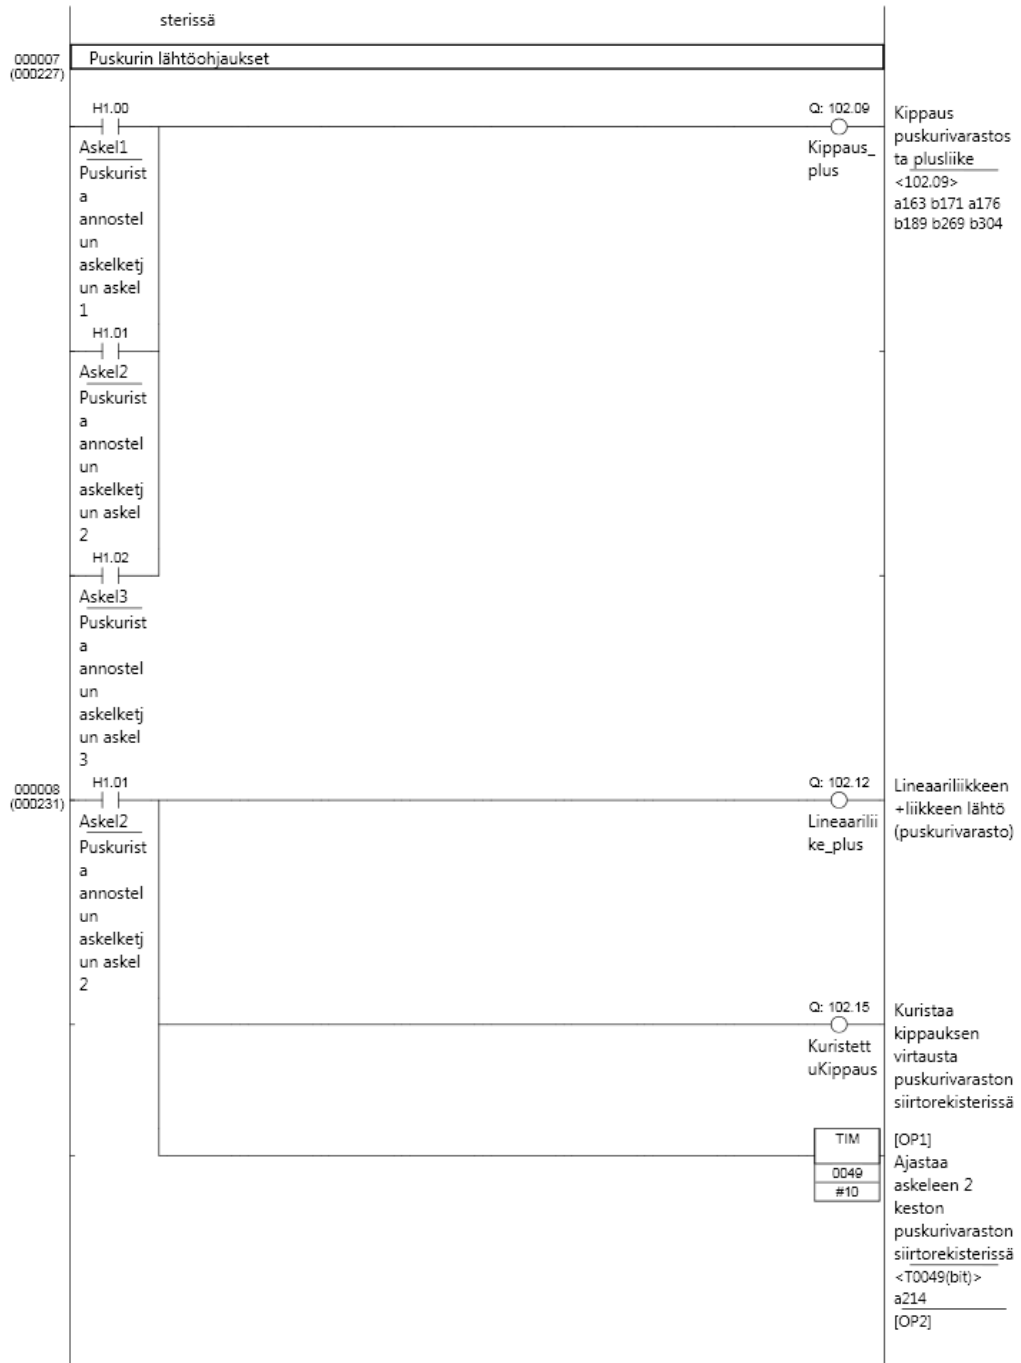 sterissä
000007
(000227)
Puskurin lähtöohjaukset
H1.00
Askel1
Puskurist
a
annostel
un
askelketj
un askel
1
Q: 102.09
Kippaus_
plus
Kippaus
puskurivarastos
ta plusliike
<102.09>
a163 b171 a176
b189 b269 b304
H1.01
Askel2
Puskurist
a
annostel
un
askelketj
un askel
2
H1.02
Askel3
Puskurist
a
annostel
un
askelketj
un askel
3
000008
(000231)
H1.01
Askel2
Puskurist
a
annostel
un
askelketj
un askel
2
Q: 102.12
Lineaarilii
ke_plus
Lineaariliikkeen
+liikkeen lähtö
(puskurivarasto)
Q: 102.15
Kuristett
uKippaus
Kuristaa
kippauksen
virtausta
puskurivaraston
siirtorekisterissä
TIM
0049
#10
[OP1]
Ajastaa
askeleen 2
keston
puskurivaraston
siirtorekisterissä
<T0049(bit)>
a214
[OP2]